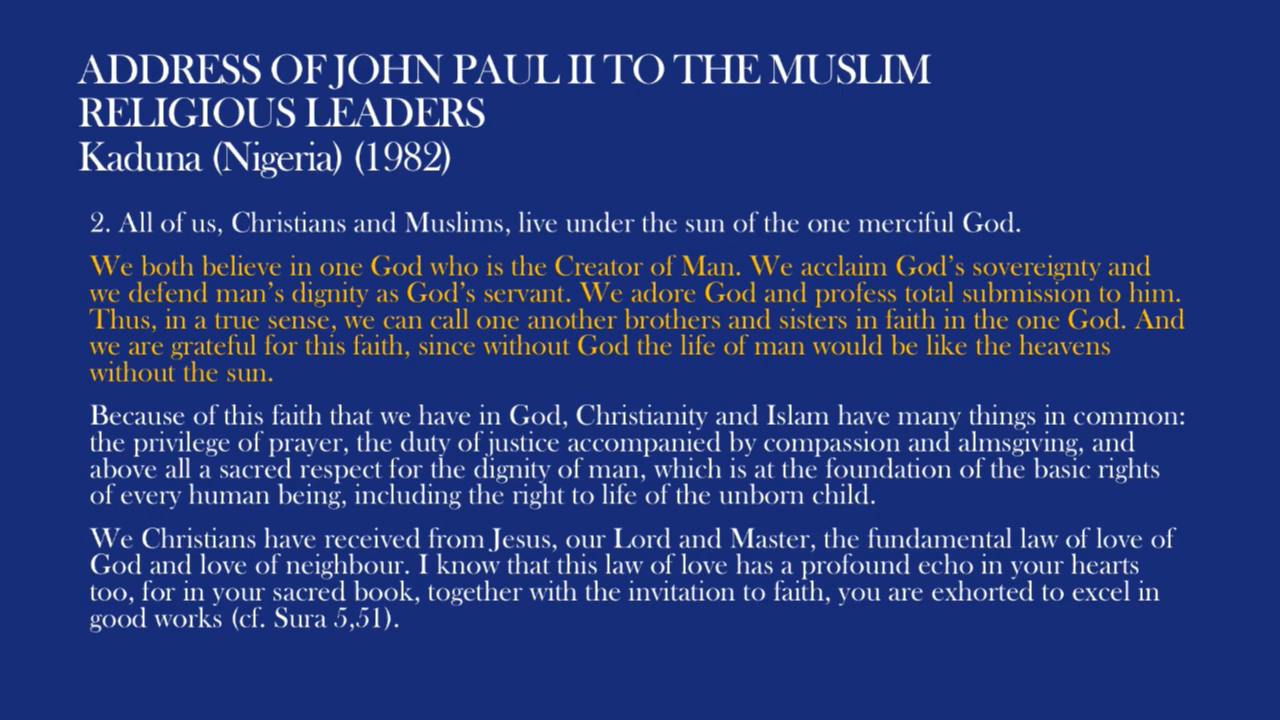 ADDRESS OF JOHN PAUL II TO THE MUSLIM
RELIGIOUS LEADERS
Kaduna (Nigeria) (1982)
2. All of us, Christians and Muslims, live under the sun of the one merciful God.
We both believe in one God who is the Creator of Man. We acclaim God’s sovereignty and
we defend man’s dignity as God’s servant. We adore God and profess total submission to him.
Thus, in a true sense, we can call one another brothers and sisters in faith in the one God. And
we are grateful for this faith, since without God the life of man would be like the heavens
without the sun.
Because of this faith that we have in God, Christianity and Islam have many things in common:
the privilege of prayer, the duty of justice accompanied by compassion and almsgiving, and
above all a sacred respect for the dignity of man, which is at the foundation of the basic rights
of every human being, including the right to life of the unborn child.
We Christians have received from Jesus, our Lord and Master, the fundamental law of love of
God and love of neighbour. I know that this law of love has a profound echo in your hearts
too, for in your sacred book, together with the invitation to faith, you are exhorted to excel in
good works (cf. Sura 5,51).